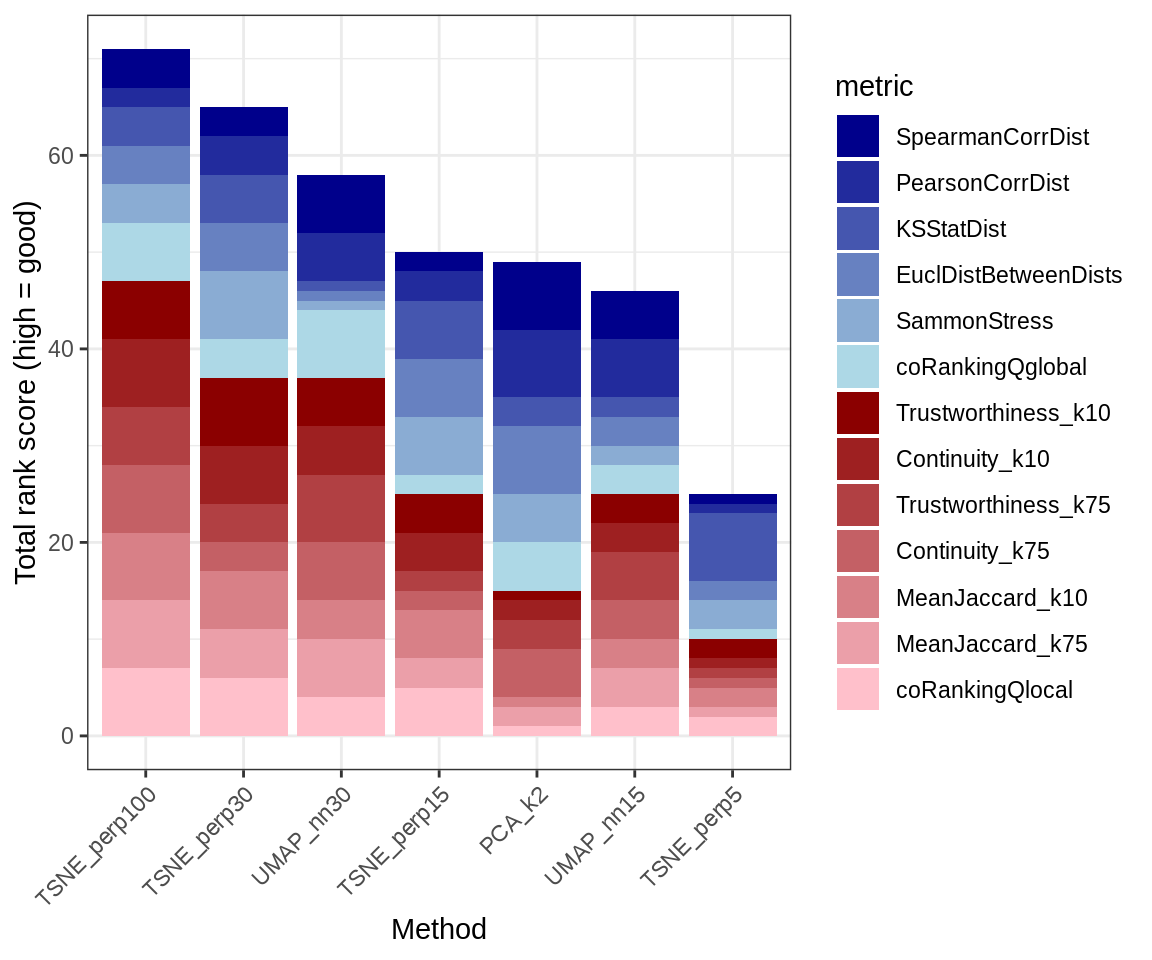 Total rank score (high = good)
60
40
20
0
TSNE_perp100
TSNE_perp30
UMAP_nn30
TSNE_perp15
PCA_k2
UMAP_nn15
TSNE_perp5
Method
metric
SpearmanCorrDist
PearsonCorrDist
KSStatDist
EuclDistBetweenDists
SammonStress
coRankingQglobal
Trustworthiness_k10
Continuity_k10
Trustworthiness_k75
Continuity_k75
MeanJaccard_k10
MeanJaccard_k75
coRankingQlocal